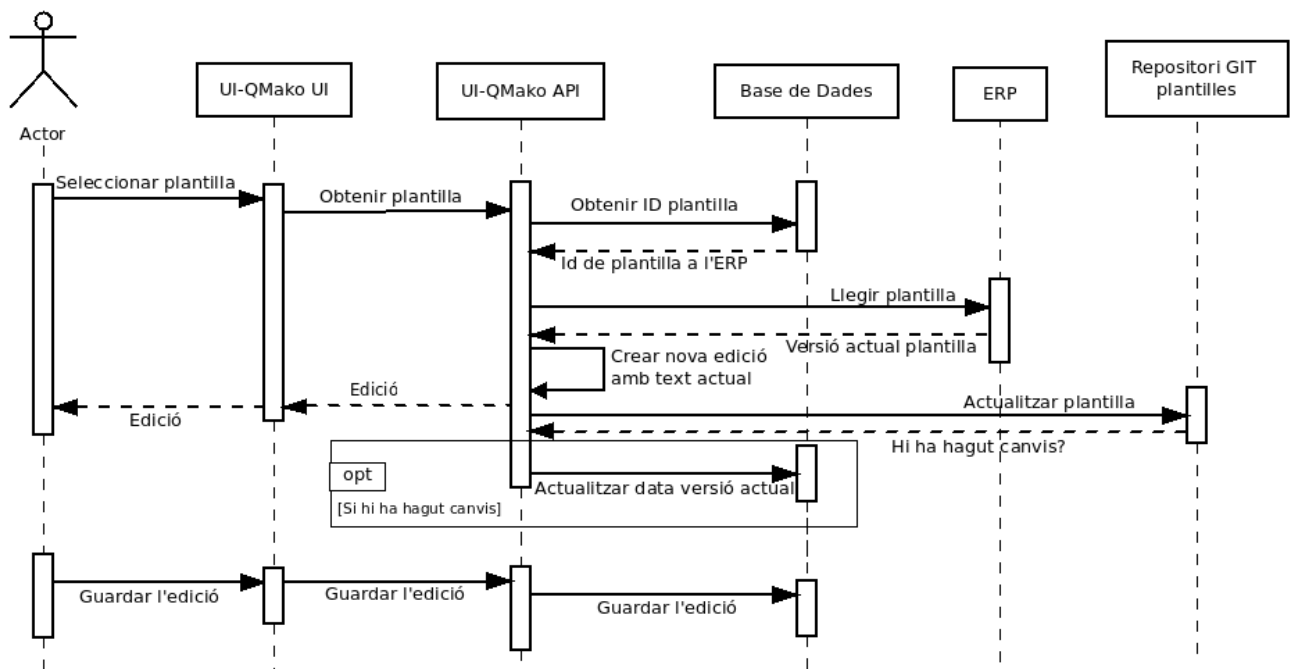 Actor
UI-QMako UI
UI-QMako API
Base de Dades
ERP
Repositori GIT
plantilles
Seleccionar plantilla
Obtenir plantilla
Obtenir ID plantilla
Id de plantilla a l'ERP
Llegir plantilla
Versió actual plantilla
Crear nova edició
amb text actual
Edició
Edició
Actualitzar plantilla
Hi ha hagut canvis?
opt
[Si hi ha hagut canvis]
Actualitzar data versió actual
Guardar l'edició
Guardar l'edició
Guardar l'edició